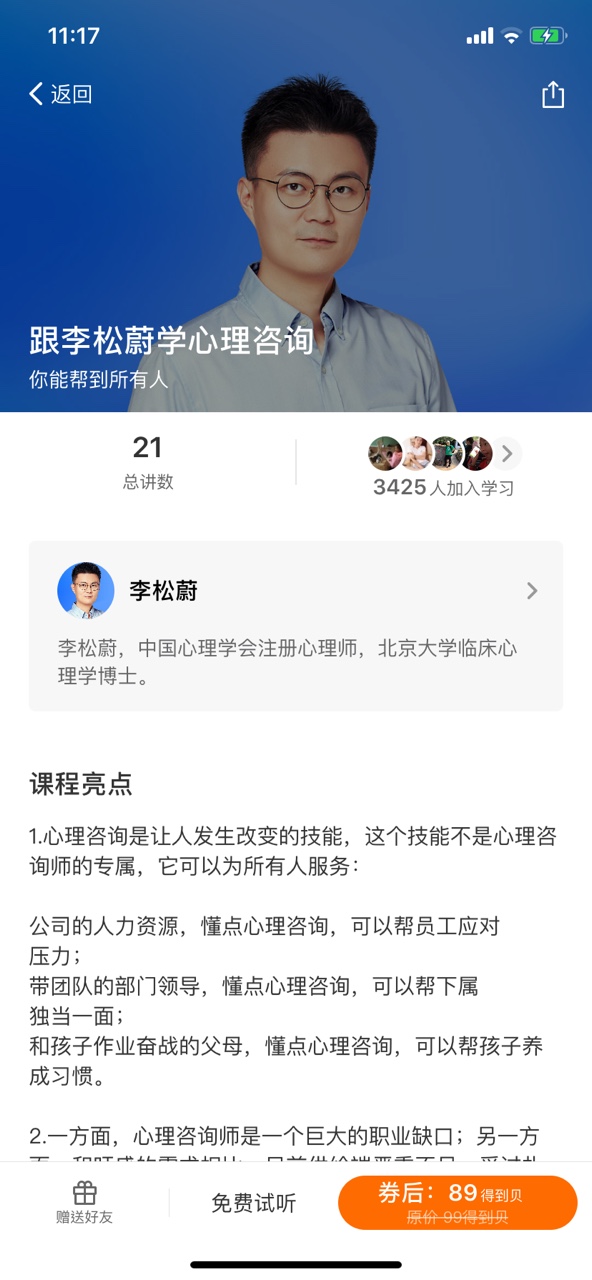 11:17
返回
跟李松蔚学心理咨询
你能帮到所有人
21
总讲数
3425人加入学习
李松蔚
李松蔚，中国心理学会注册心理师，北京大学临床心
理学博士。
课程亮点
1.心理咨询是让人发生改变的技能，这个技能不是心理咨
询师的专属，它可以为所有人服务：
公司的人力资源，懂点心理咨询，可以帮员工应对
压力；
带团队的部门领导，懂点心理咨询，可以帮下属
独当一面；
和孩子作业奋战的父母，懂点心理咨询，可以帮孩子养
成习惯。
2.一方面，心理咨询师是一个巨大的职业缺口；另一方
赠送好友
免费试听
券后：89得到贝
原价 99得到贝